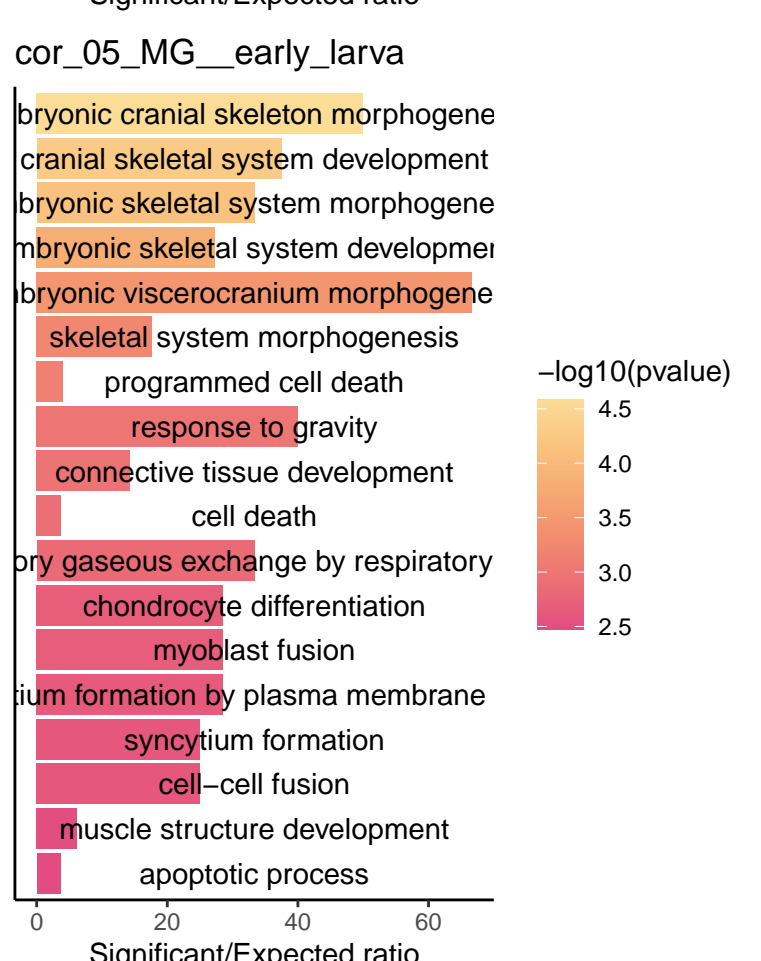 Significant/Expected ratio
cor_05_MG__early_larva
bryonic cranial skeleton morphogene
cranial skeletal system development
bryonic skeletal system morphogene
mbryonic skeletal system developmen
bryonic viscerocranium morphogene
skeletal system morphogenesis
programmed cell death
response to gravity
connective tissue development
cell death
ory gaseous exchange by respiratory
chondrocyte differentiation
myoblast fusion
tium formation by plasma membrane
syncytium formation
cell−cell fusion
muscle structure development
apoptotic process
0 20 40 60
Significant/Expected ratio
−log10(pvalue)
4.5
4.0
3.5
3.0
2.5